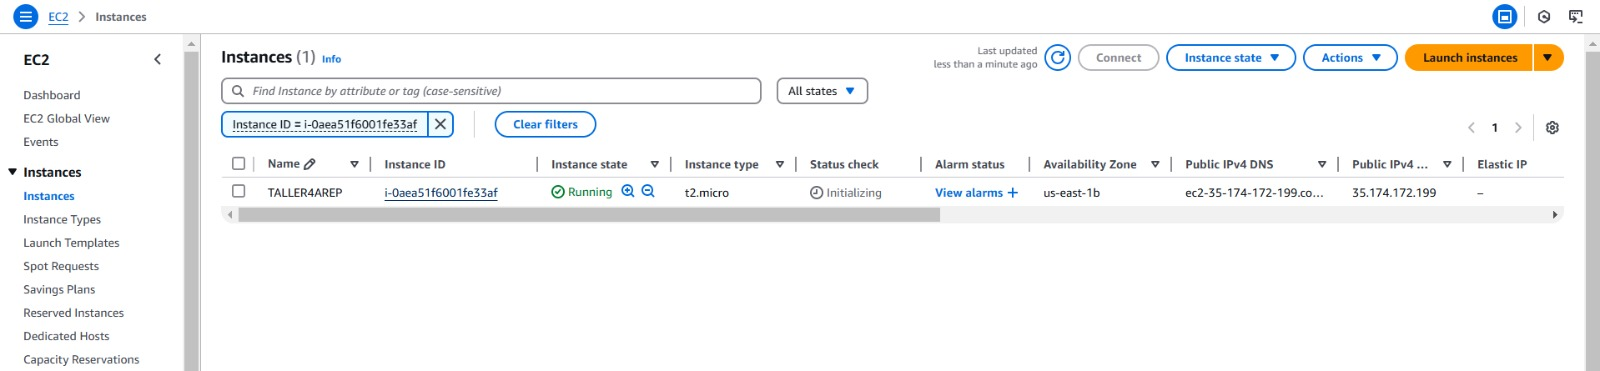 EC2 > Instances
EC2
Dashboard
EC2 Global View
Events
Instances
Instances
Instance Types
Launch Templates
Spot Requests
Savings Plans
Reserved Instances
Dedicated Hosts
Capacity Reservations
Instances (1) Info
Last updated
less than a minute ago
Connect
Instance state
Actions
Launch instances
Find Instance by attribute or tag (case-sensitive)
All states
Instance ID = i-0aea51f6001fe33af
Clear filters
1
Name Instance ID Instance state Instance type Status check Alarm status Availability Zone Public IPv4 DNS Public IPv4 ... Elastic IP
TALLER4AREP i-0aea51f6001fe33af Running t2.micro Initializing View alarms + us-east-1b ec2-35-174-172-199.co... 35.174.172.199 –